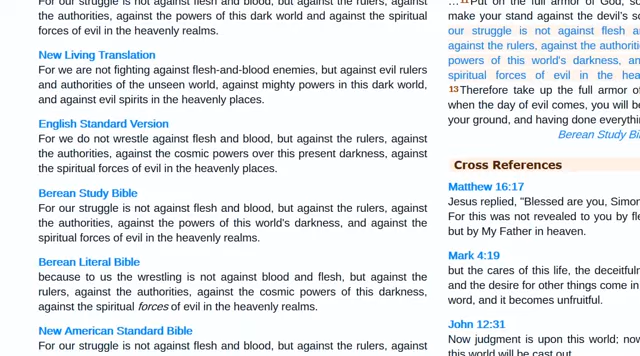 For our struggle is not against flesh and blood, but against the rulers, against
the authorities, against the powers of this dark world and against the spiritual
forces of evil in the heavenly realms.
New Living Translation
For we are not fighting against flesh-and-blood enemies, but against evil rulers
and authorities of the unseen world, against mighty powers in this dark world,
and against evil spirits in the heavenly places.
English Standard Version
For we do not wrestle against flesh and blood, but against the rulers, against
the authorities, against the cosmic powers over this present darkness, against
the spiritual forces of evil in the heavenly places.
Berean Study Bible
For our struggle is not against flesh and blood, but against the rulers, against
the authorities, against the powers of this world's darkness, and against the
spiritual forces of evil in the heavenly realms.
Berean Literal Bible
because to us the wrestling is not against blood and flesh, but against the
rulers, against the authorities, against the cosmic powers of this darkness,
against the spiritual forces of evil in the heavenly realms.
New American Standard Bible
For our struggle is not against flesh and blood, but against the rulers, against
…11Put on the full armor of God, so
make your stand against the devil's
our struggle is not against flesh
against the rulers, against the
powers of this world's darkness,
spiritual forces of evil in the
13Therefore take up the full armor of
when the day of evil comes, you will
your ground, and having done
Berean Study
Cross References
Matthew 16:17
Jesus replied, "Blessed are you,
For this was not revealed to you by
but by My Father in heaven.
Mark 4:19
but the cares of this life, the
and the desire for other things come in
word, and it becomes unfruitful.
John 12:31
Now judgment is upon this world;
this world will be cast out.